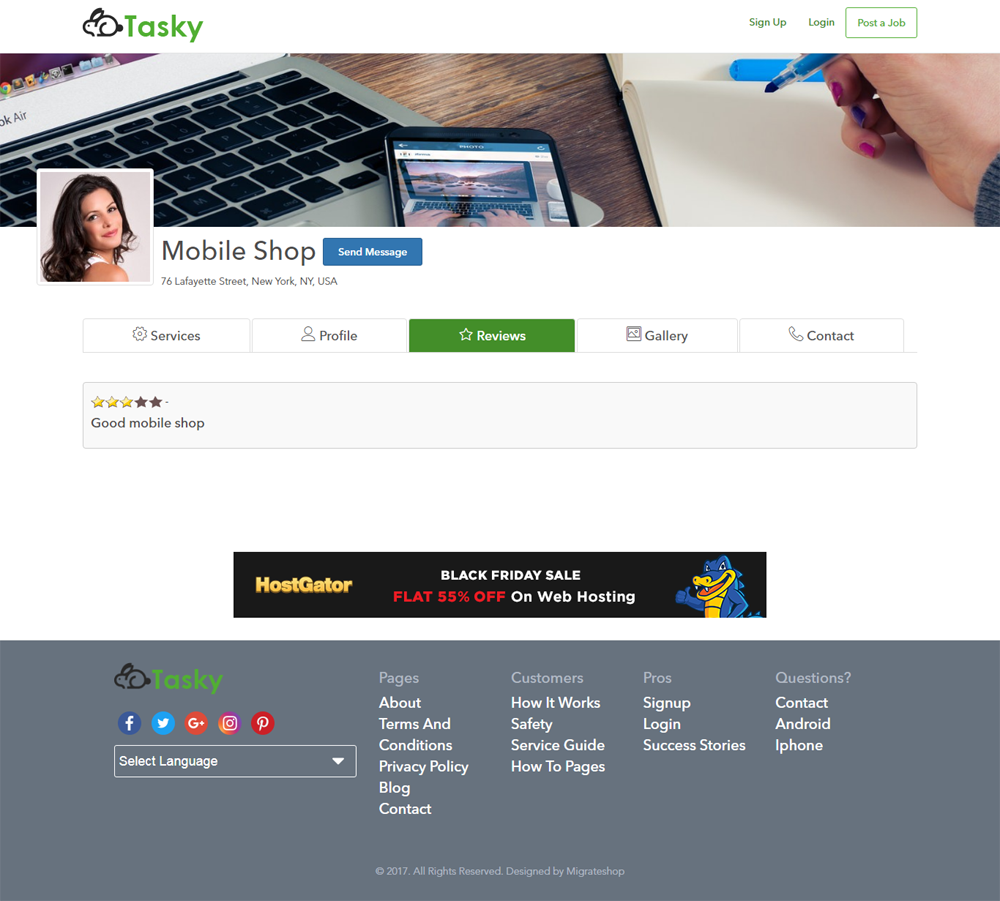 Tasky
Sign Up Login Post a Job
ok Air
PHOTO
Mobile Shop Send Message
76 Lafayette Street, New York, NY, USA
Services Profile Reviews Gallery Contact
-
Good mobile shop
HostGator
BLACK FRIDAY SALE
FLAT 55% OFF On Web Hosting
Tasky
Select Language
Pages
About
Terms And
Conditions
Privacy Policy
Blog
Contact
Customers
How It Works
Safety
Service Guide
How To Pages
Pros
Signup
Login
Success Stories
Questions?
Contact
Android
Iphone
© 2017. All Rights Reserved. Designed by Migrateshop